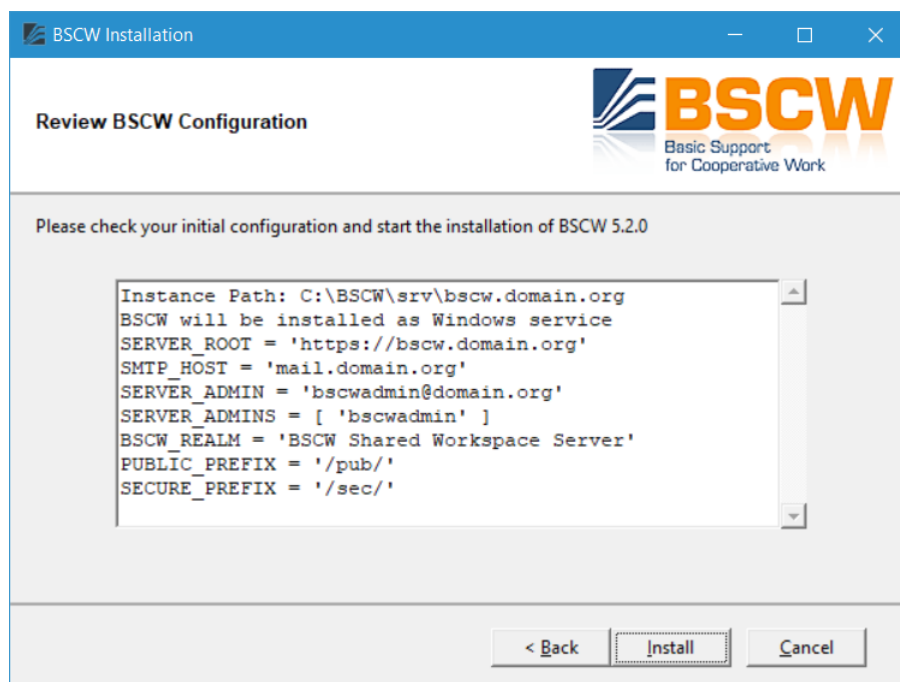 BSCW Installation
Review BSCW Configuration
BSCW
Basic Support
for Cooperative Work
Please check your initial configuration and start the installation of BSCW 5.2.0
Instance Path: C:\BSCW\srv\bscw.domain.org
BSCW will be installed as Windows service
SERVER_ROOT = 'https://bscw.domain.org'
SMTP_HOST = 'mail.domain.org'
SERVER_ADMIN = 'bscwadmin@domain.org'
SERVER_ADMINS = [ 'bscwadmin' ]
BSCW_REALM = 'BSCW Shared Workspace Server'
PUBLIC_PREFIX = '/pub/'
SECURE_PREFIX = '/sec/'
< Back Install Cancel